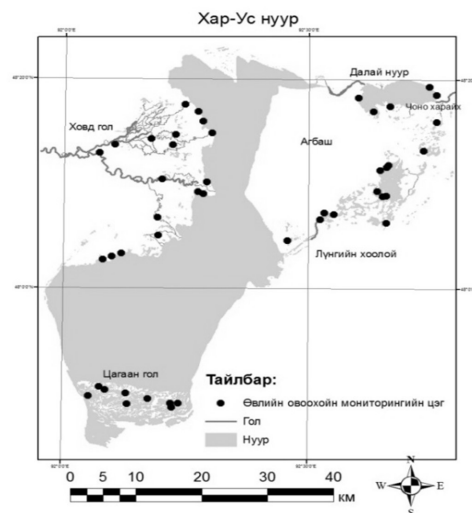 Хар-Ус нуур
Далай нуур
Чоно харайх
Ховд гол
Агбаш
Лүнгийн хоолой
Цагаан гол
Тайлбар:
Өвлийн овоохойн мониторингийн цэг
Гол
Нуур
N
W
E
S
0 5 10 20 30 40
км